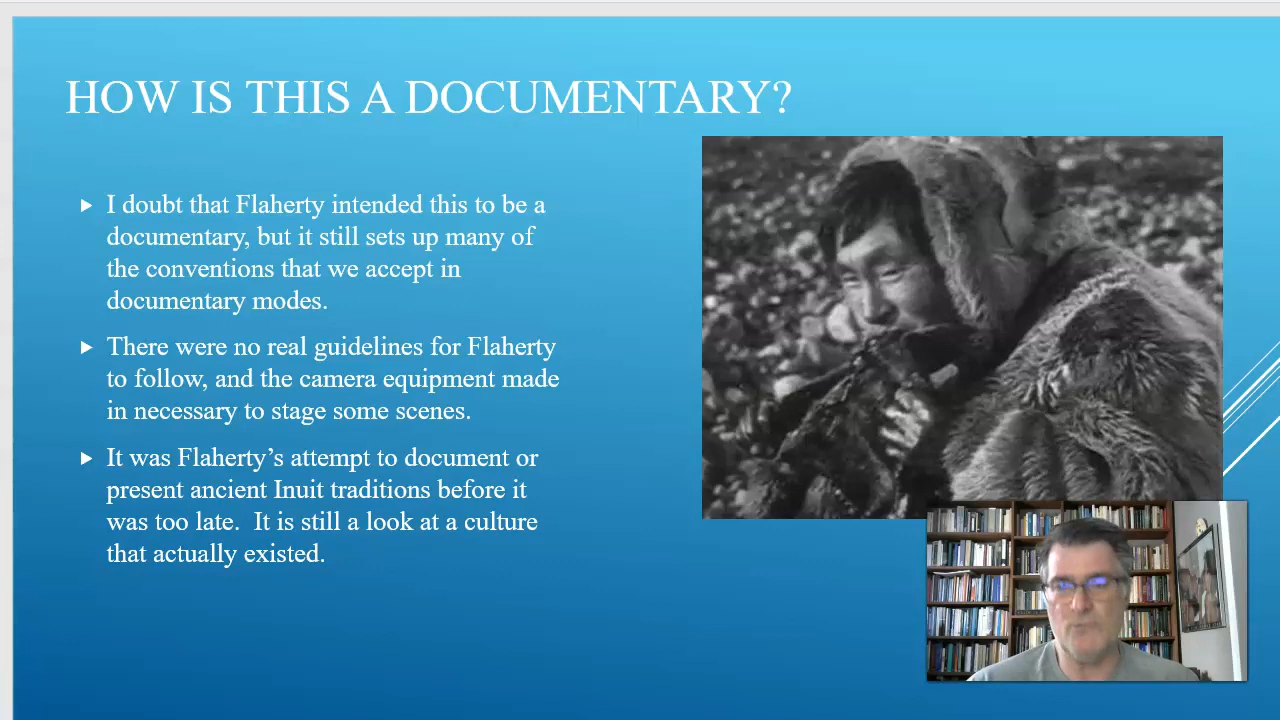 HOW IS THIS A DOCUMENTARY?
I doubt that Flaherty intended this to be a
documentary, but it still sets up many of
the conventions that we accept in
documentary modes.
There were no real guidelines for Flaherty
to follow, and the camera equipment made
in necessary to stage some scenes.
It was Flaherty’s attempt to document or
present ancient Inuit traditions before it
was too late.  It is still a look at a culture
that actually existed.